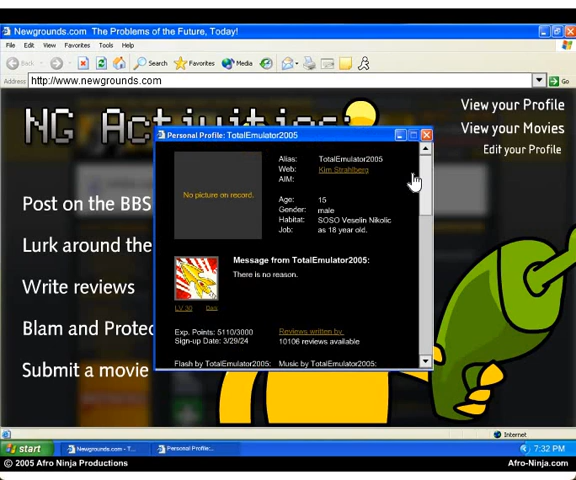 Newgrounds.com  The Problems of the Future, Today!
File Edit View Favorites Tools Help
Back Search Favorites Media
Address http://www.newgrounds.com Go
NG Activities:
View your Profile
View your Movies
Edit your Profile
Post on the BBS
Lurk around the
Write reviews
Blam and Protec
Submit a movie
Personal Profile: TotalEmulator2005
No picture on record.
Alias: TotalEmulator2005
Web: Kim Strahlberg
AIM:
Age: 15
Gender: male
Habitat: SOSO Veselin Nikolic
Job: as 18 year old.
Message from TotalEmulator2005:
There is no reason.
LV 30
Exp. Points: 5110/3000
Sign-up Date: 3/29/24
Reviews written by
10106 reviews available
Flash by TotalEmulator2005: Music by TotalEmulator2005:
Internet
start Newgrounds.com - T... Personal Profile:... 7:32 PM
© 2005 Afro Ninja Productions Afro-Ninja.com